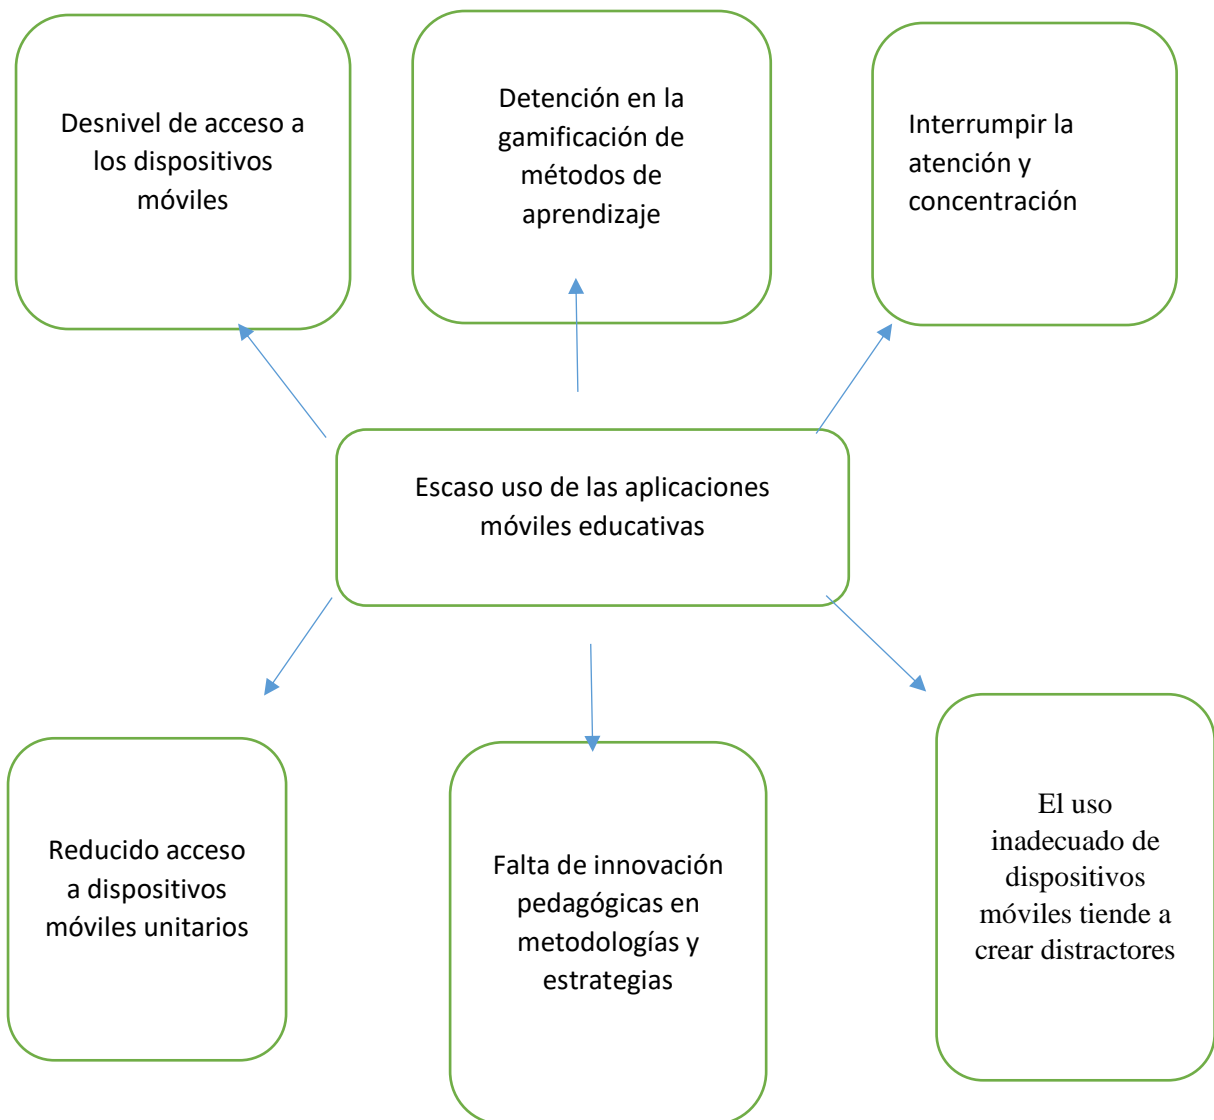 Desnivel de acceso a
los dispositivos
móviles
Detención en la
gamificación de
métodos de
aprendizaje
Interrumpir la
atención y
concentración
Escaso uso de las aplicaciones
móviles educativas
Reducido acceso
a dispositivos
móviles unitarios
Falta de innovación
pedagógicas en
metodologías y
estrategias
El uso
inadecuado de
dispositivos
móviles tiende a
crear distractores